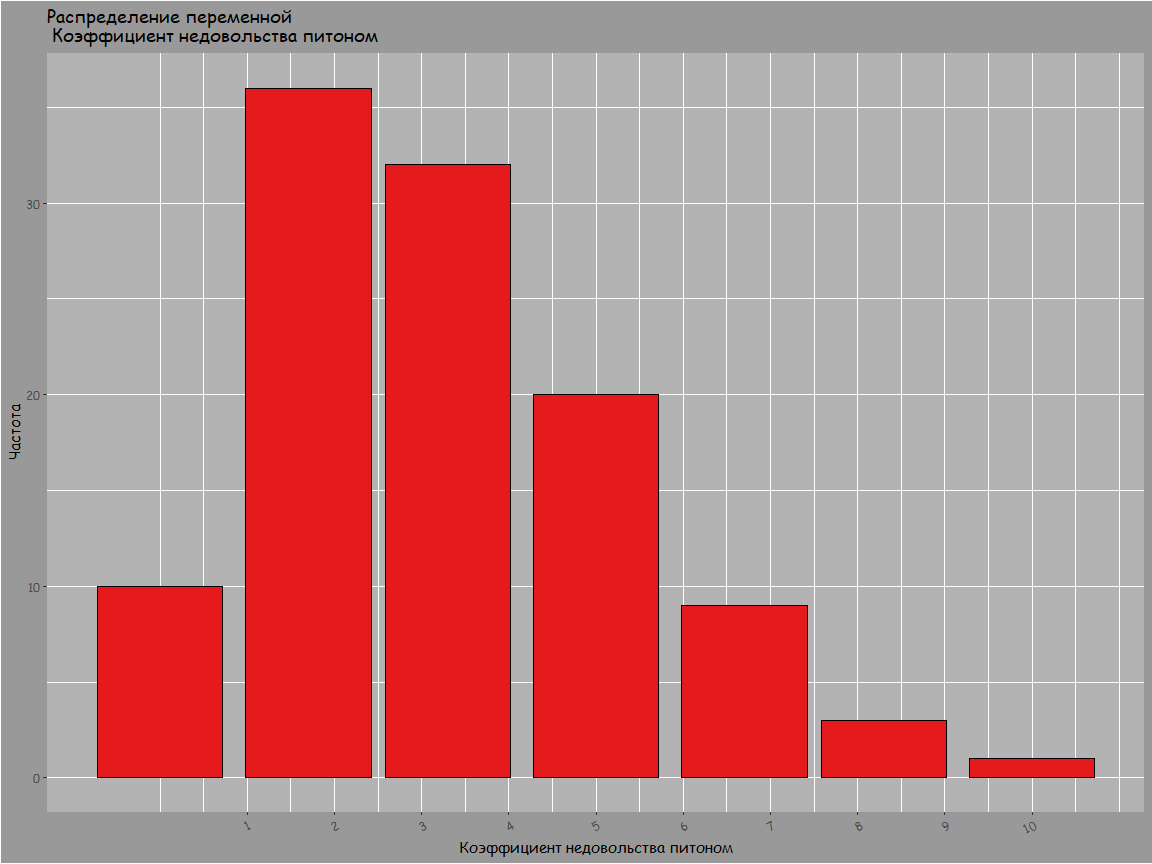 Распределение переменной
Коэффициент недовольства питоном
Частота
30
20
10
0
1 2 3 4 5 6 7 8 9 10
Коэффициент недовольства питоном